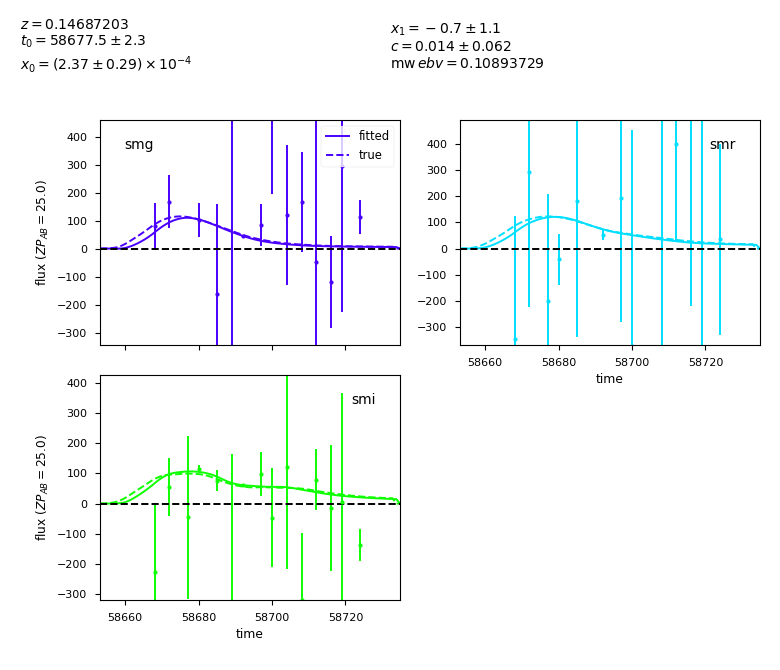 z = 0.14687203
t₀ = 58677.5 ± 2.3
x₀ = (2.37 ± 0.29) × 10⁻⁴
x₁ = −0.7 ± 1.1
c = 0.014 ± 0.062
mw ebv = 0.10893729
smg
fitted
true
400
300
200
100
0
−100
−200
−300
flux (ZP_AB = 25.0)
smr
400
300
200
100
0
−100
−200
−300
58660 58680 58700 58720
time
smi
400
300
200
100
0
−100
−200
−300
flux (ZP_AB = 25.0)
58660 58680 58700 58720
time